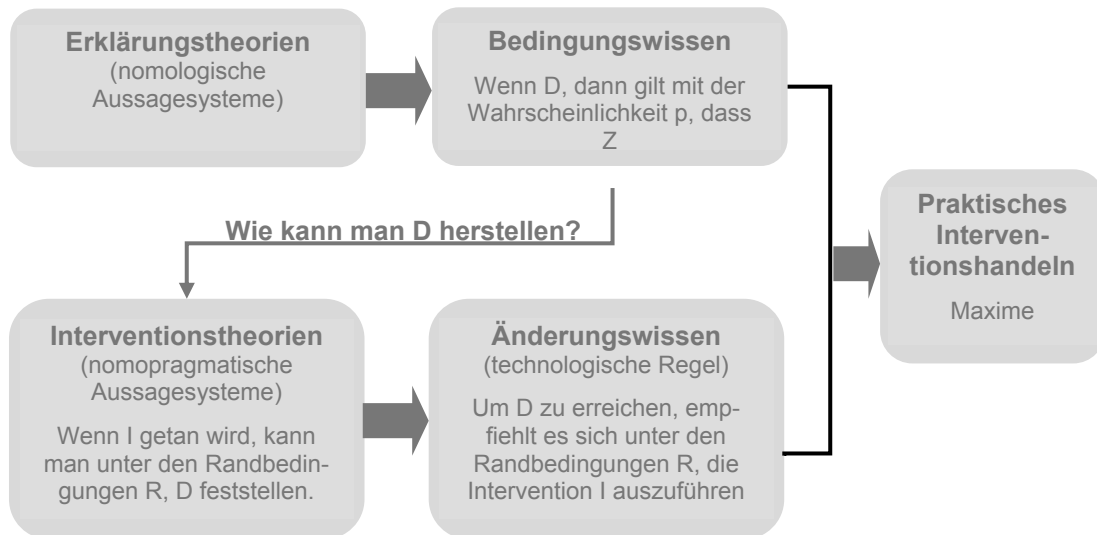 Erklärungstheorien
(nomologische
Aussagesysteme)
Bedingungswissen
Wenn D, dann gilt mit der
Wahrscheinlichkeit p, dass
Z
Wie kann man D herstellen?
Interventionstheorien
(nomopragmatische
Aussagesysteme)
Wenn I getan wird, kann
man unter den Randbedin-
gungen R, D feststellen.
Änderungswissen
(technologische Regel)
Um D zu erreichen, emp-
fiehlt es sich unter den
Randbedingungen R, die
Intervention I auszuführen
Praktisches
Interven-
tionshandeln
Maxime